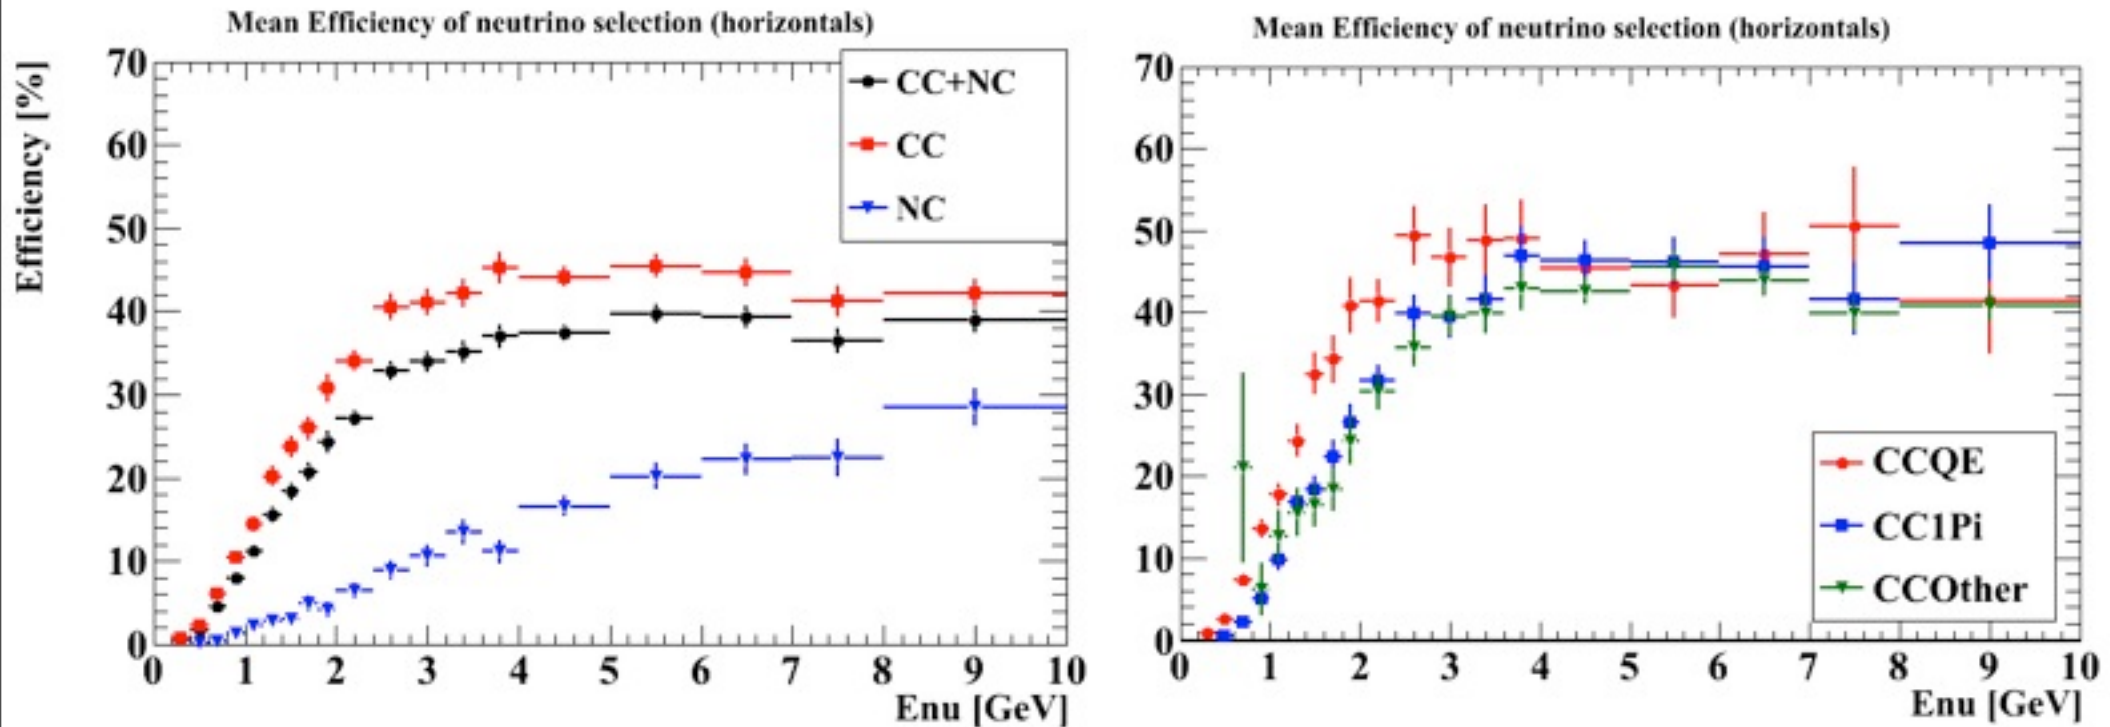 Mean Efficiency of neutrino selection (horizontals)
Efficiency [%]
70
60
50
40
30
20
10
0
0 1 2 3 4 5 6 7 8 9 10
Enu [GeV]
CC+NC
CC
NC
Mean Efficiency of neutrino selection (horizontals)
70
60
50
40
30
20
10
0
0 1 2 3 4 5 6 7 8 9 10
Enu [GeV]
CCQE
CC1Pi
CCOther